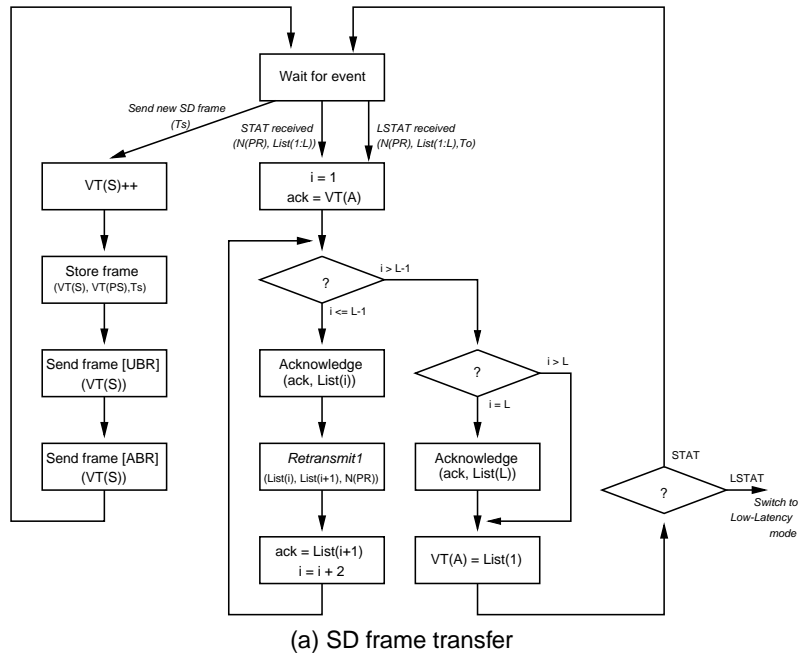 Wait for event
Send new SD frame
(Ts)
STAT received
(N(PR), List(1:L))
LSTAT received
(N(PR), List(1:L),To)
VT(S)++
i = 1
ack = VT(A)
Store frame
(VT(S), VT(PS),Ts)
?
i > L-1
i <= L-1
Send frame [UBR]
(VT(S))
Acknowledge
(ack, List(i))
?
i > L
i = L
Send frame [ABR]
(VT(S))
Retransmit1
(List(i), List(i+1), N(PR))
Acknowledge
(ack, List(L))
STAT
?
LSTAT
Switch to
Low-Latency
mode
ack = List(i+1)
i = i + 2
VT(A) = List(1)
(a) SD frame transfer